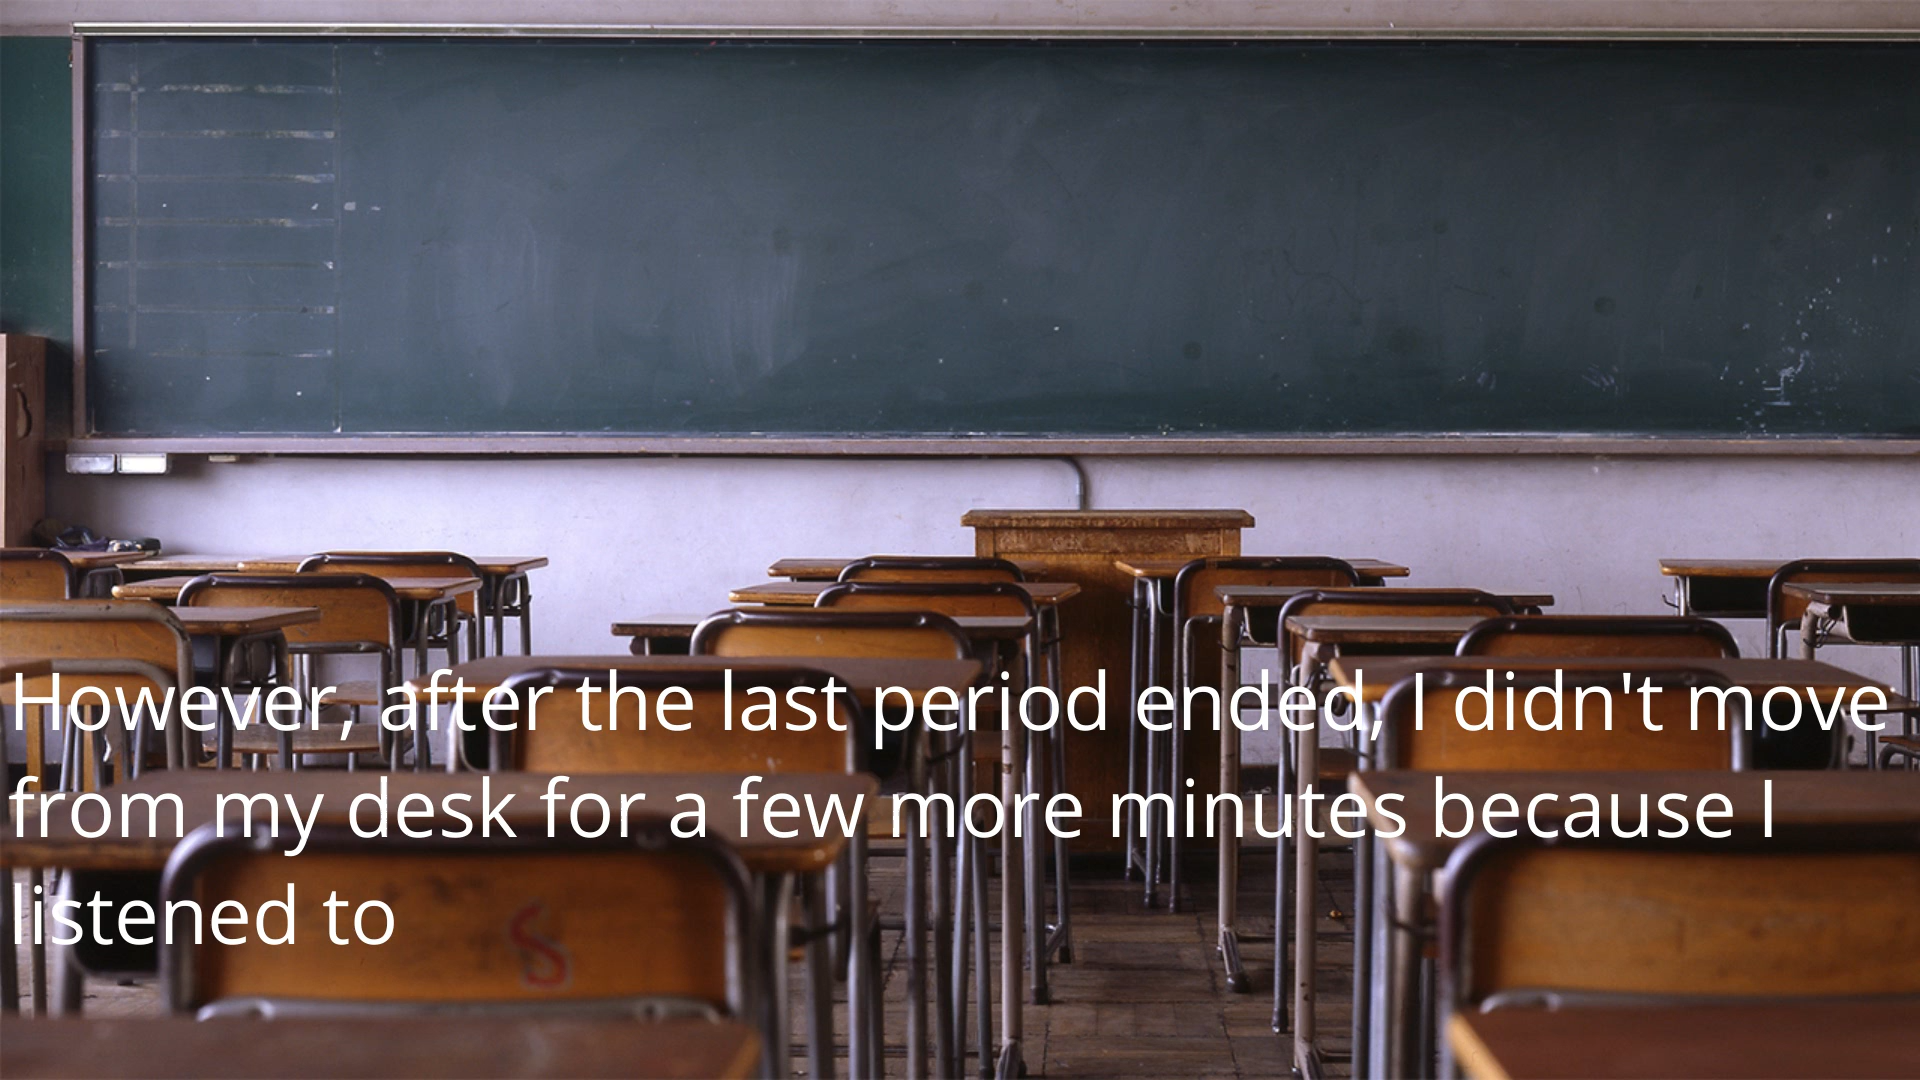 However, after the last period ended, I didn't move
from my desk for a few more minutes because I
listened to